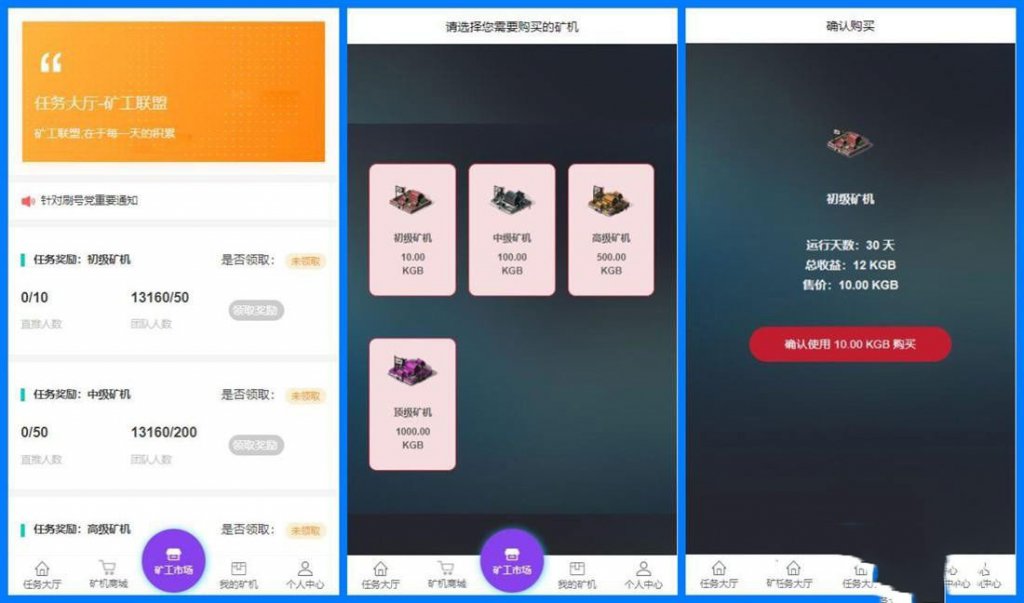 任务大厅-矿工联盟
矿工联盟,在于每一天的积累
针对刷号党重要通知
任务奖励：初级矿机
是否领取：
未领取
0/10
13160/50
领取奖励
直推人数
团队人数
任务奖励：中级矿机
是否领取：
未领取
0/50
13160/200
领取奖励
直推人数
团队人数
任务奖励：高级矿机
是否领取：
未领取
任务大厅
矿机商城
矿工市场
我的矿机
个人中心
请选择您需要购买的矿机
初级矿机
10.00
KGB
中级矿机
100.00
KGB
高级矿机
500.00
KGB
顶级矿机
1000.00
KGB
任务大厅
矿机商城
矿工市场
我的矿机
个人中心
确认购买
初级矿机
运行天数：30 天
总收益：12 KGB
售价：10.00 KGB
确认使用 10.00 KGB 购买
任务大厅
任务大厅